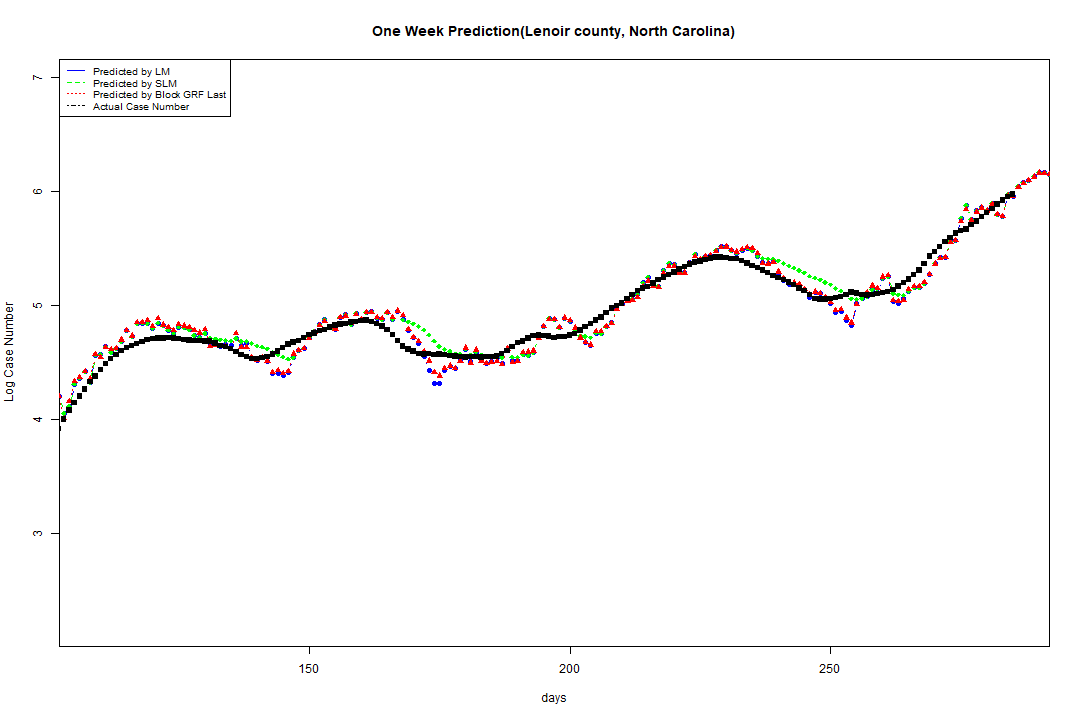 One Week Prediction(Lenoir county, North Carolina)
Predicted by LM
Predicted by SLM
Predicted by Block GRF Last
Actual Case Number
7
6
5
4
3
Log Case Number
150 200 250
days